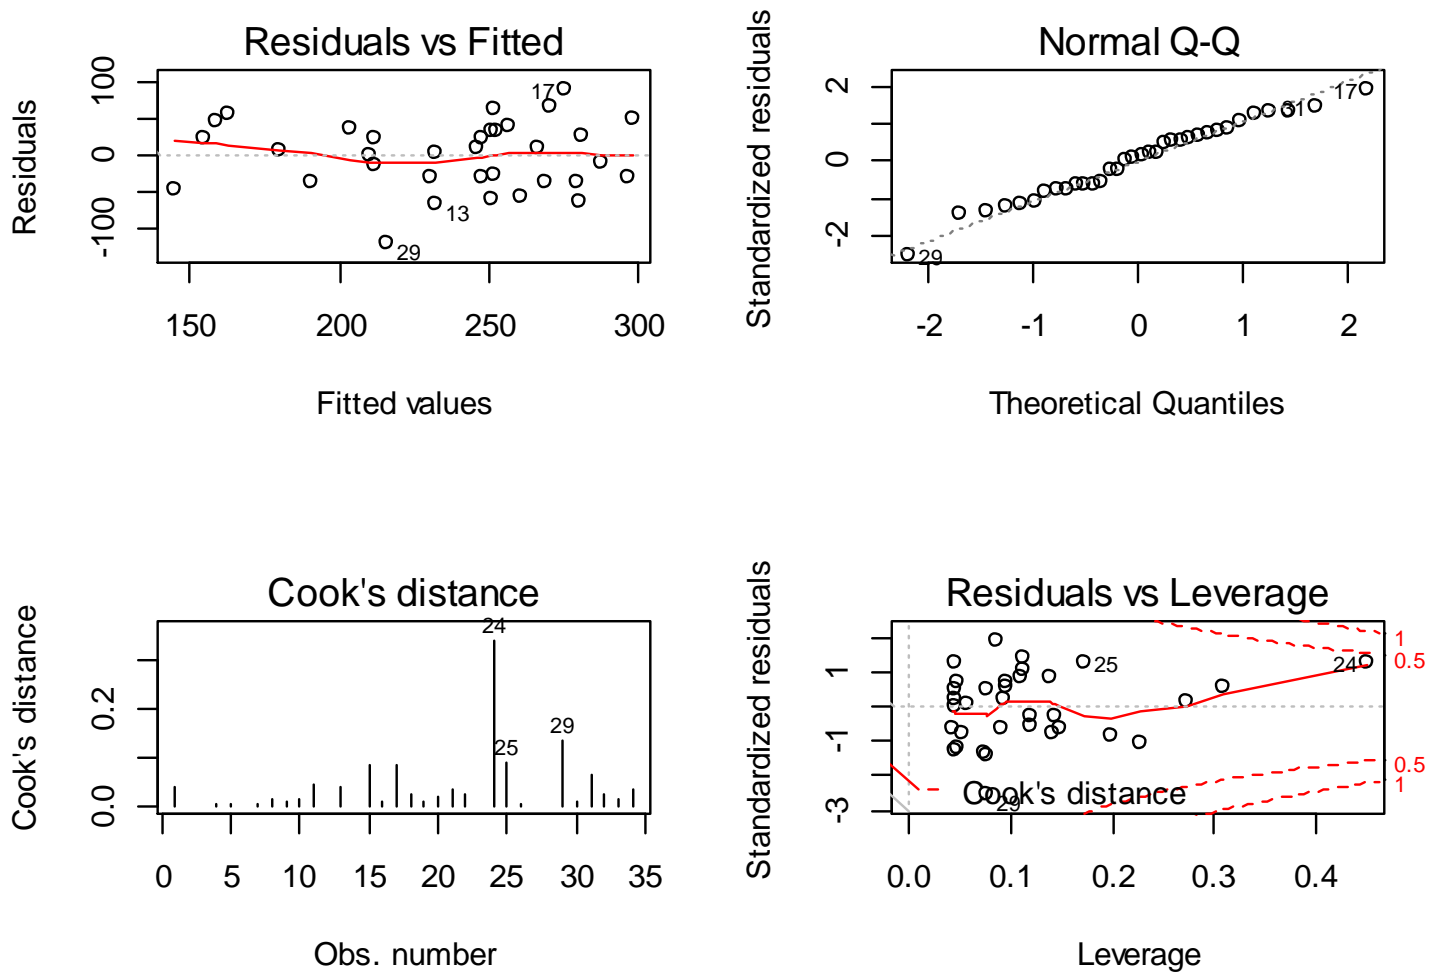 Residuals vs Fitted
Residuals
100
0
-100
17
13
29
150 200 250 300
Fitted values
Normal Q-Q
Standardized residuals
2
0
-2
17
31
29
-2 -1 0 1 2
Theoretical Quantiles
Cook's distance
Cook's distance
0.2
0.0
24
25
29
0 5 10 15 20 25 30 35
Obs. number
Residuals vs Leverage
Standardized residuals
1
-1
-3
1
0.5
0.5
1
24
25
29
Cook's distance
0.0 0.1 0.2 0.3 0.4
Leverage